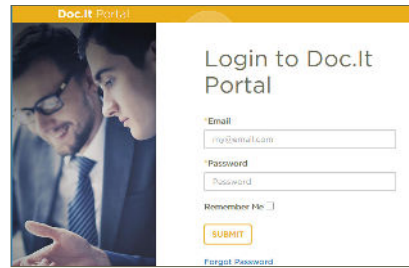 Doc.It Portal
Login to Doc.It
Portal
*Email
my@email.com
*Password
Password
Remember Me
SUBMIT
Forgot Password